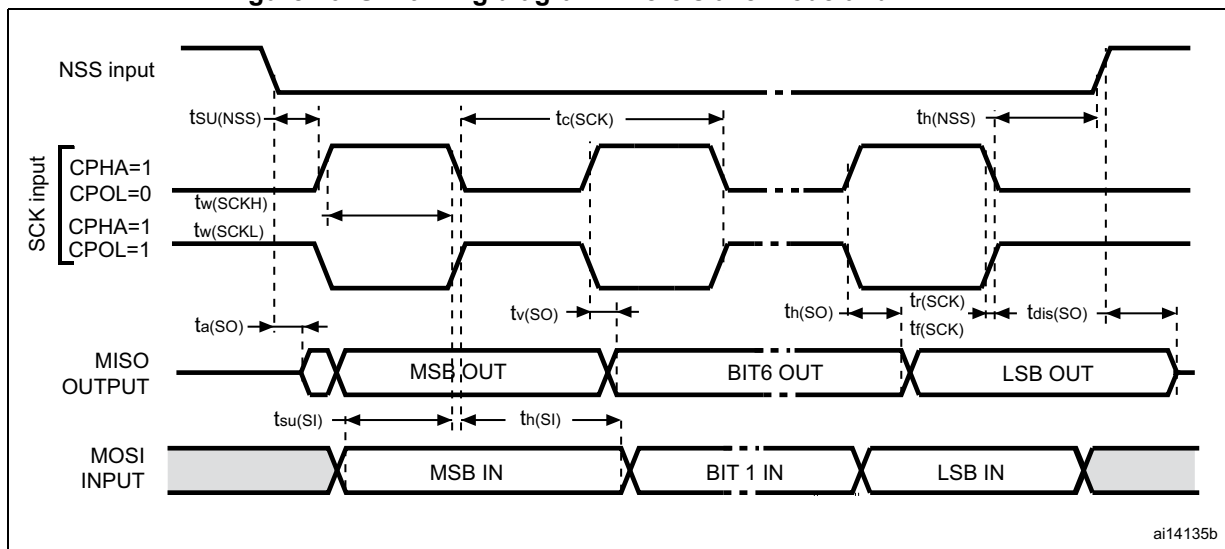 NSS input
tSU(NSS)
tc(SCK)
th(NSS)
SCK input
CPHA=1
CPOL=0
tw(SCKH)
CPHA=1
tw(SCKL)
CPOL=1
ta(SO)
tv(SO)
th(SO)
tr(SCK)
tf(SCK)
tdis(SO)
MISO
OUTPUT
MSB OUT
BIT6 OUT
LSB OUT
tsu(SI)
th(SI)
MOSI
INPUT
MSB IN
BIT 1 IN
LSB IN
ai14135b